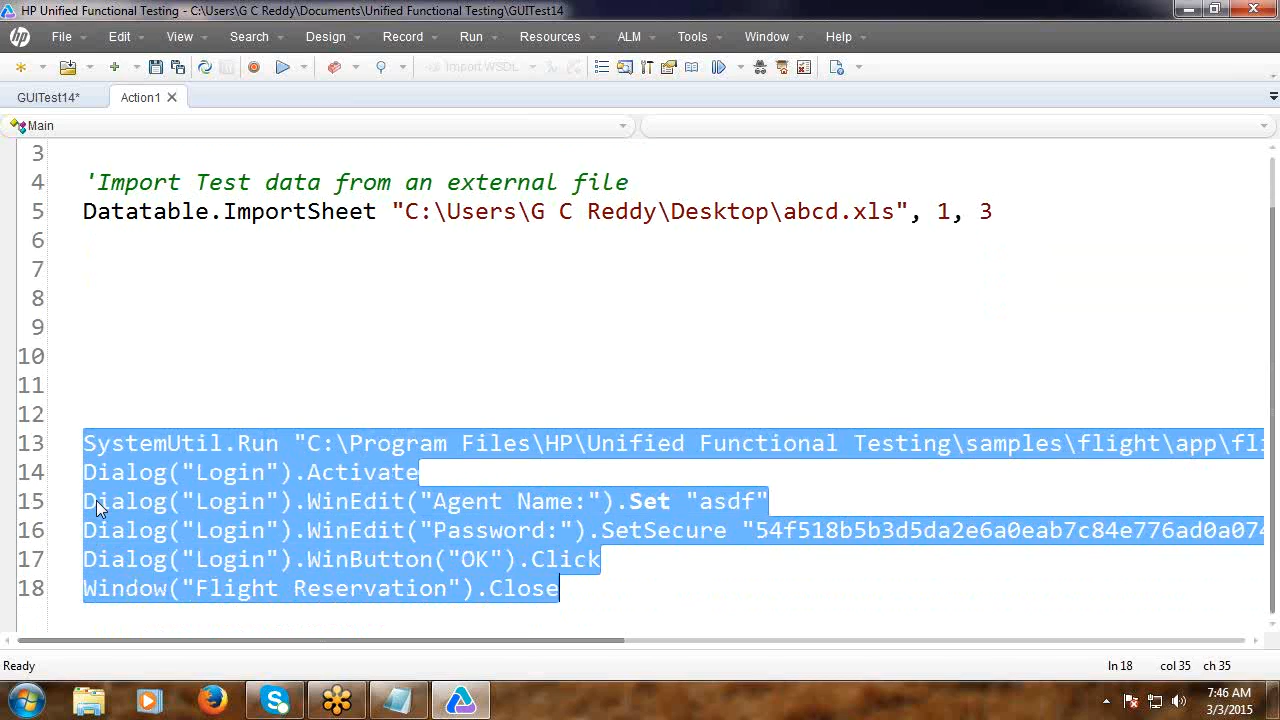 HP Unified Functional Testing - C:\Users\G C Reddy\Documents\Unified Functional Testing\GUITest14
hp File Edit View Search Design Record Run Resources ALM Tools Window Help
Import WSDL
GUITest14* Action1
Main
3
4 'Import Test data from an external file
5 Datatable.ImportSheet "C:\Users\G C Reddy\Desktop\abcd.xls", 1, 3
6
7
8
9
10
11
12
13 SystemUtil.Run "C:\Program Files\HP\Unified Functional Testing\samples\flight\app\fli
14 Dialog("Login").Activate
15 Dialog("Login").WinEdit("Agent Name:").Set "asdf"
16 Dialog("Login").WinEdit("Password:").SetSecure "54f518b5b3d5da2e6a0eab7c84e776ad0a074
17 Dialog("Login").WinButton("OK").Click
18 Window("Flight Reservation").Close
Ready ln 18 col 35 ch 35
7:46 AM
3/3/2015